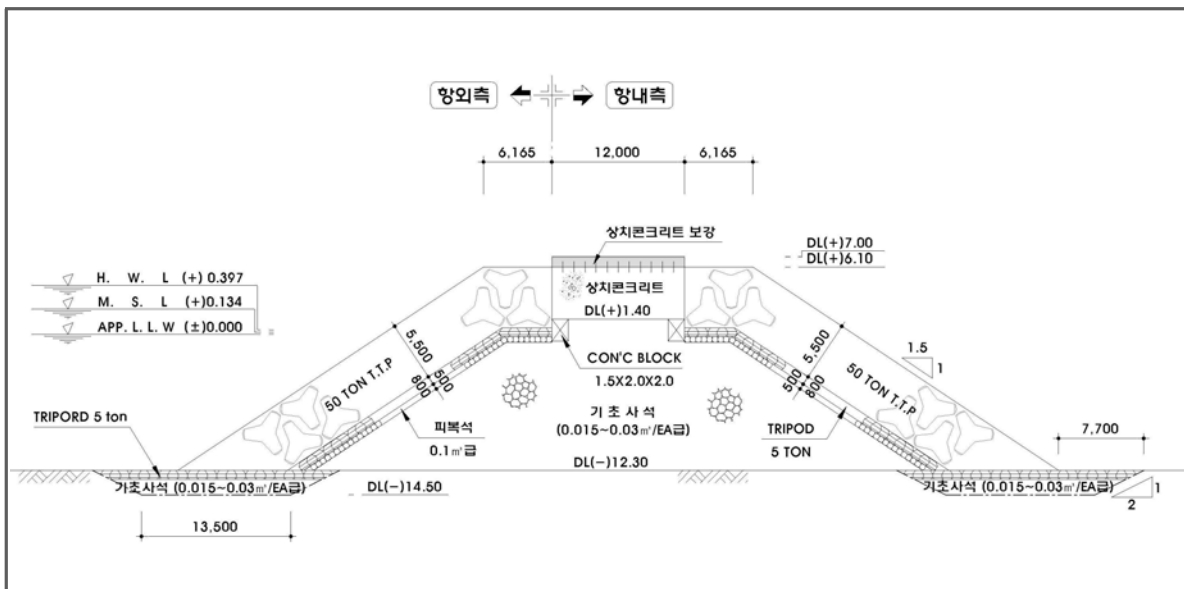 항외측
항내측
6,165
12,000
6,165
상치콘크리트 보강
DL(+)7.00
DL(+)6.10
H. W. L (+) 0.397
M. S. L (+)0.134
APP. L. L. W (±)0.000
상치콘크리트
DL(+)1.40
5,500
500
800
50 TON T.T.P
CON'C BLOCK
1.5X2.0X2.0
5,500
500
800
50 TON T.T.P
1.5
1
TRIPORD 5 ton
피복석
0.1㎥급
기 초 사 석
(0.015~0.03㎥/EA급)
TRIPOD
5 TON
7,700
DL(-)12.30
기초사석 (0.015~0.03㎥/EA급)
DL(-)14.50
기초사석 (0.015~0.03㎥/EA급)
1
2
13,500